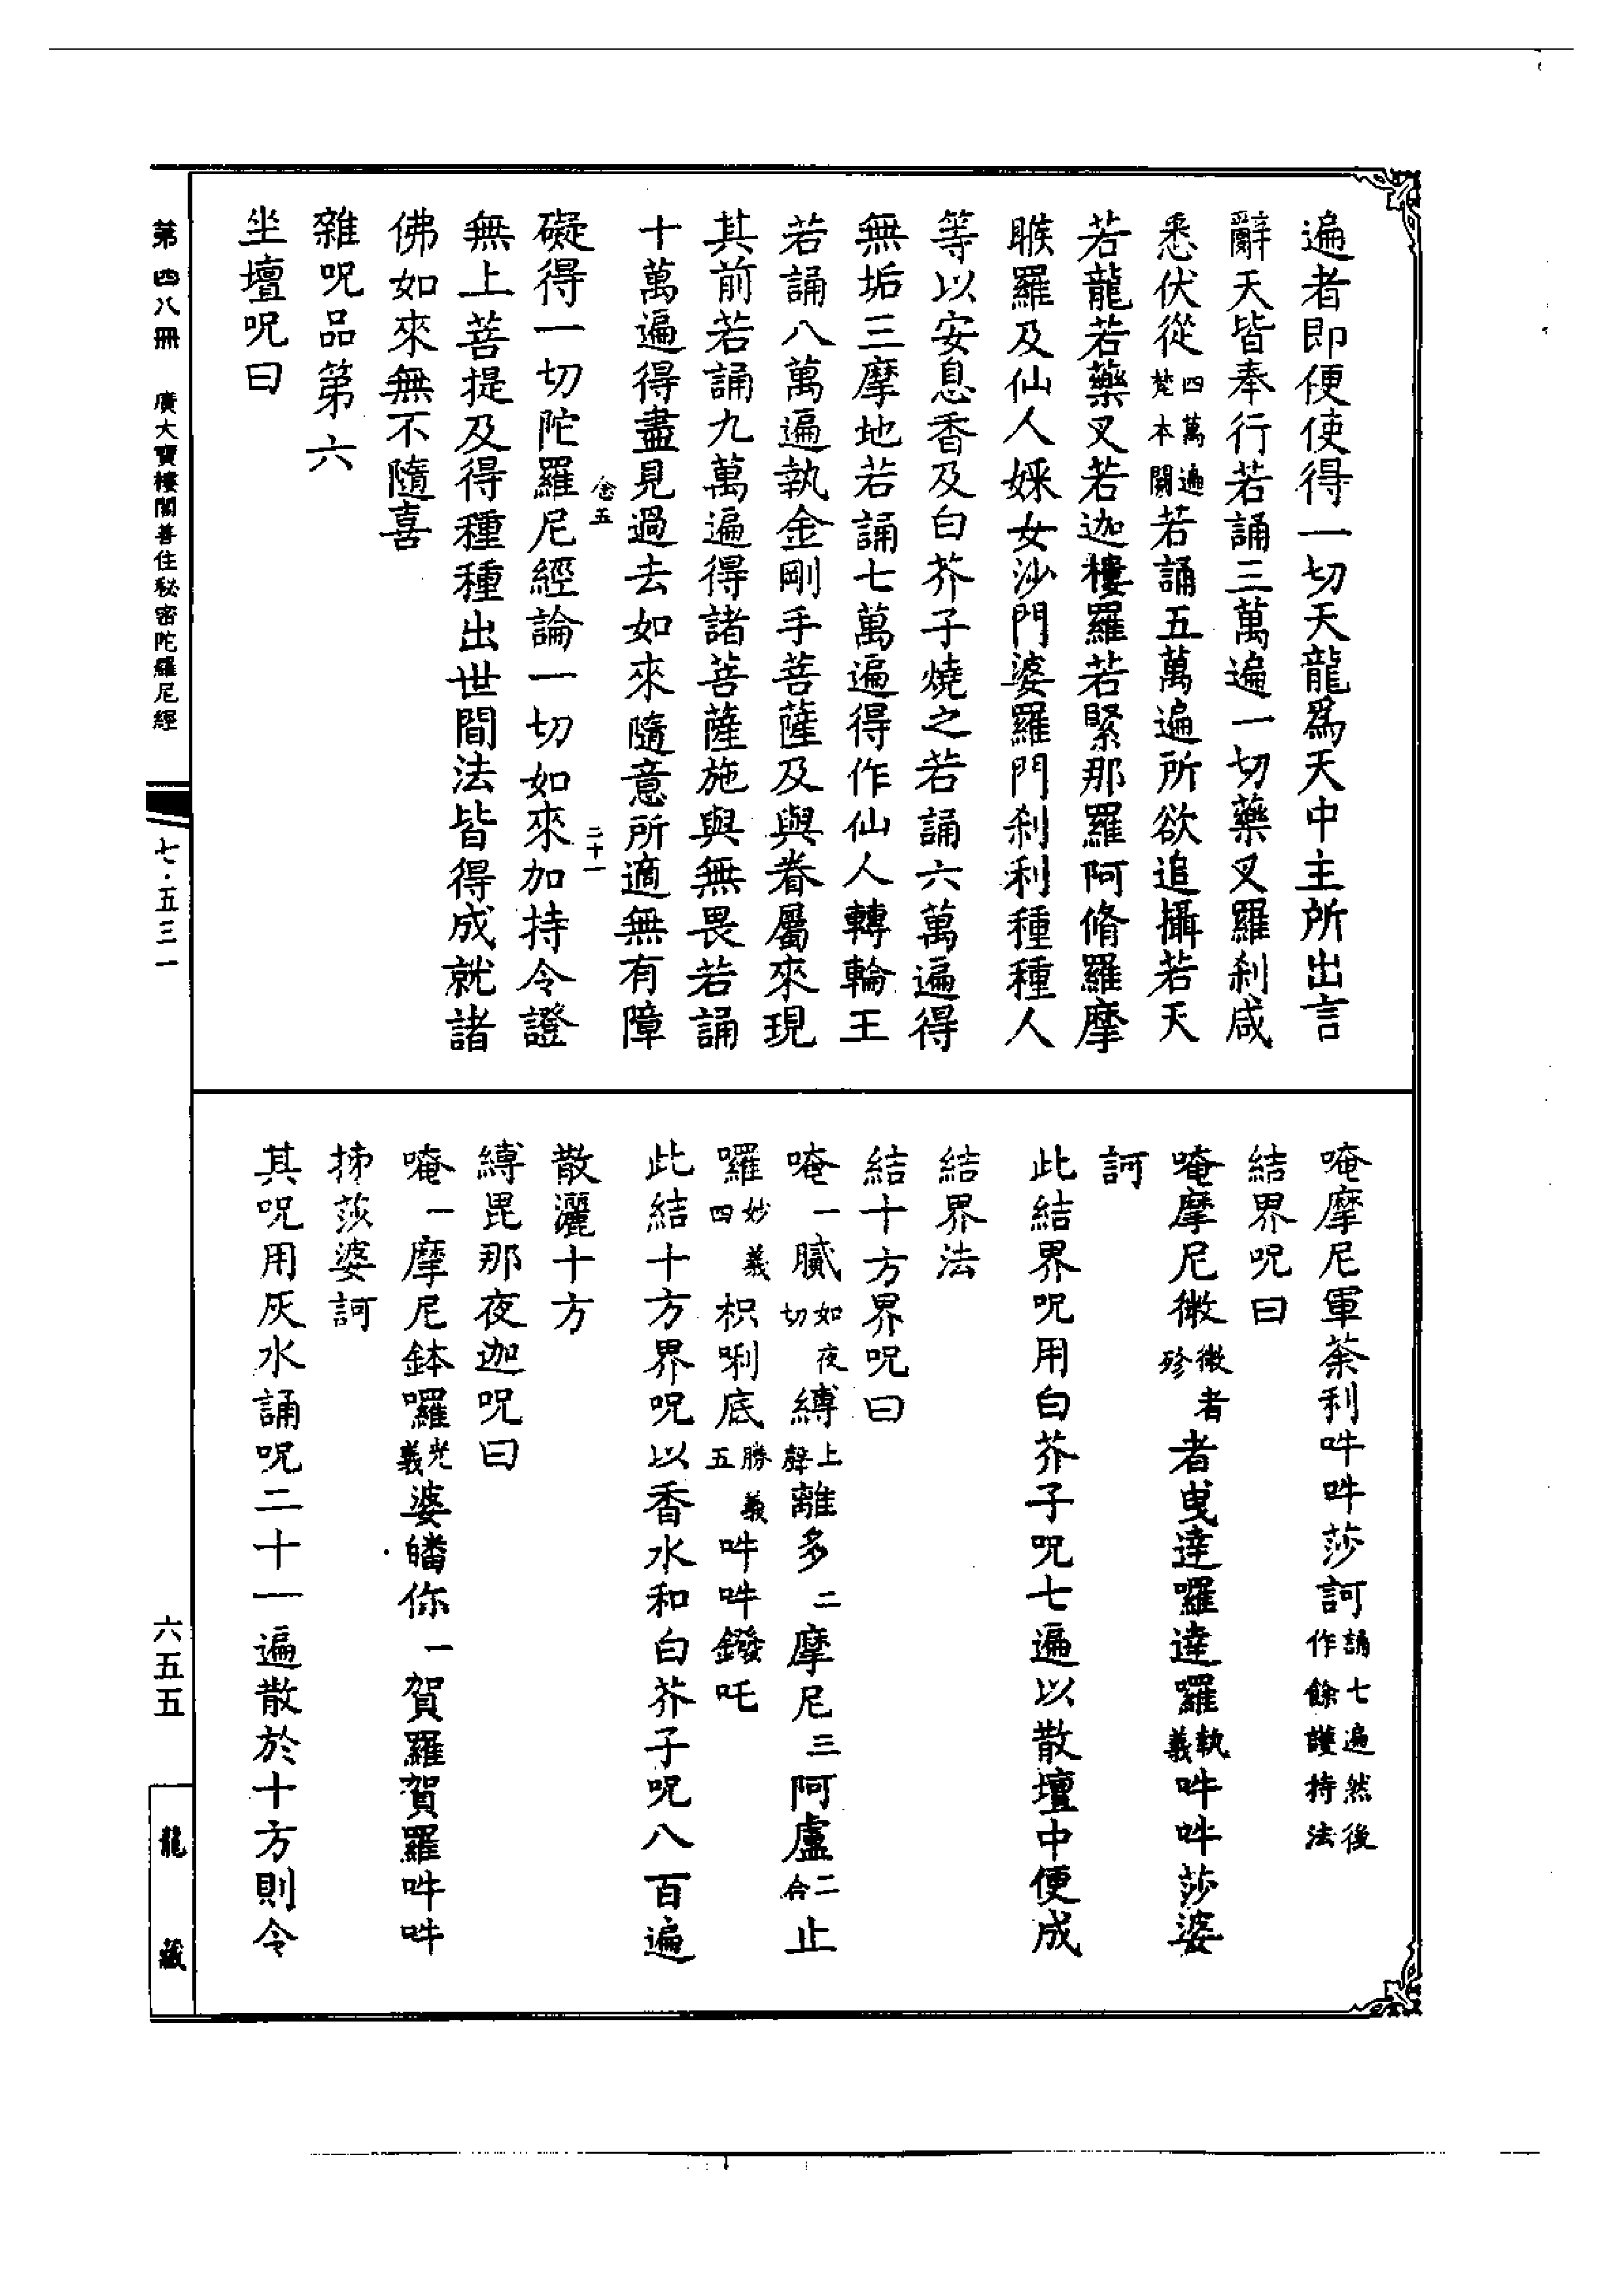 遍者即便使得一切天龍為天中主所出言
辭天皆奉行若誦三萬遍一切藥叉羅剎咸
悉伏從四萬遍梵本闕若誦五萬遍所欲追攝若天
若龍若藥叉若迦樓羅若緊那羅阿脩羅摩
睺羅及仙人婇女沙門婆羅門剎利種種人
等以安息香及白芥子燒之若誦六萬遍得
無垢三摩地若誦七萬遍得作仙人轉輪王
若誦八萬遍執金剛手菩薩及與眷屬來現
其前若誦九萬遍得諸菩薩施與無畏若誦
十萬遍得盡見過去如來隨意所適無有障
五 二十一
礙得一切陀羅尼經論一切如來加持令證
無上菩提及得種種出世間法皆得成就諸
佛如來無不隨喜
雜呪品第六
坐壇呪曰
唵摩尼軍荼利吽吽莎訶誦七遍然後作餘護持法
結界呪曰
唵摩尼微微者殄者曳達囉達囉執義吽吽莎婆
訶
此結界呪用白芥子呪七遍以散壇中便成
結界法
結十方界呪曰
唵一膩如夜切縛上聲離多二摩尼三阿盧二合止
囉妙義四枳唎底勝義五吽吽鏺吒
此結十方界呪以香水和白芥子呪八百遍
散灑十方
縛毘那夜迦呪曰
唵一摩尼鉢囉光義婆皤你一賀羅賀羅吽吽
㧊莎婆訶
其呪用灰水誦呪二十一遍散於十方則令
第四八冊 廣大寶樓閣善住秘密陀羅尼經
七·五三一
六五五
龍藏